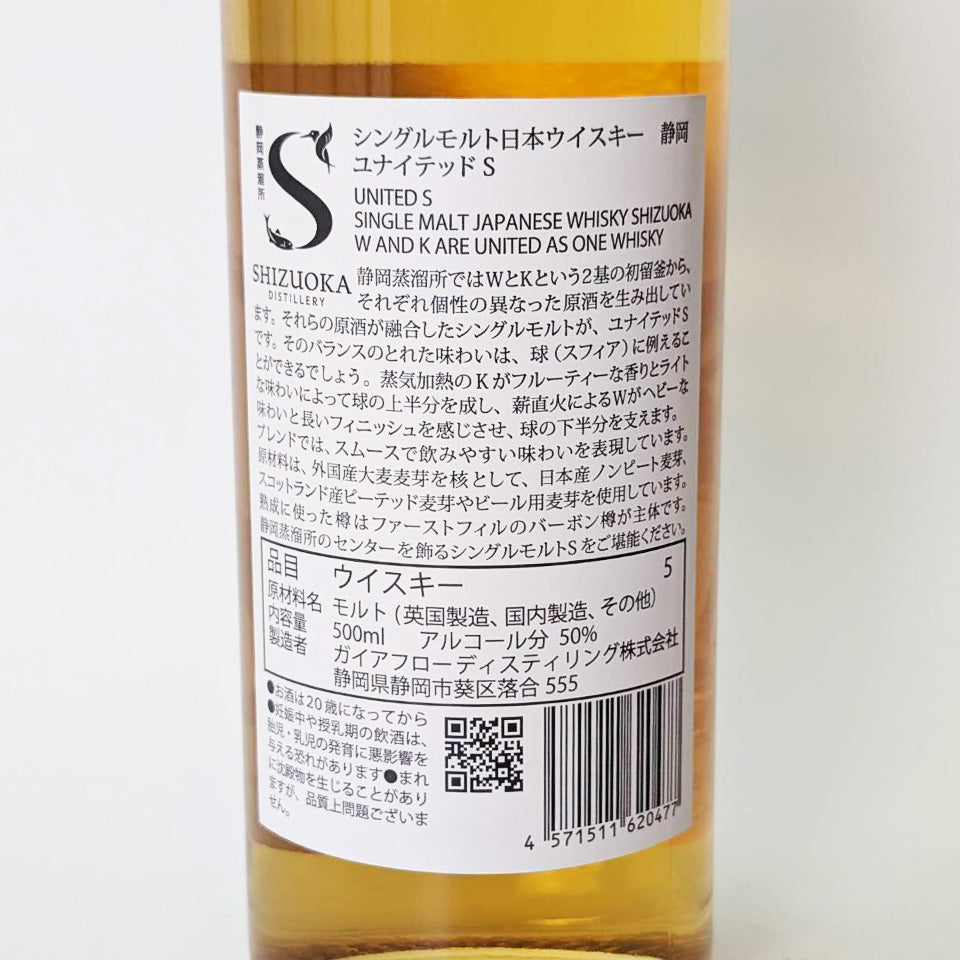 静岡蒸溜所
S
SHIZUOKA
DISTILLERY
シングルモルト日本ウイスキー 静岡
ユナイテッド S
UNITED S
SINGLE MALT JAPANESE WHISKY SHIZUOKA
W AND K ARE UNITED AS ONE WHISKY
静岡蒸溜所ではWとKという2基の初留釜から、
それぞれ個性の異なった原酒を生み出してい
ます。それらの原酒が融合したシングルモルトが、ユナイテッドS
です。そのバランスのとれた味わいは、球（スフィア）に例えるこ
とができるでしょう。蒸気加熱のKがフルーティーな香りとライト
な味わいによって球の上半分を成し、薪直火によるWがヘビーな
味わいと長いフィニッシュを感じさせ、球の下半分を支えます。
ブレンドでは、スムースで飲みやすい味わいを表現しています。
原材料は、外国産大麦麦芽を核として、日本産ノンピート麦芽、
スコットランド産ピーテッド麦芽やビール用麦芽を使用しています。
熟成に使った樽はファーストフィルのバーボン樽が主体です。
静岡蒸溜所のセンターを飾るシングルモルトSをご堪能ください。
品目 ウイスキー 5
原材料名 モルト（英国製造、国内製造、その他）
内容量 500ml アルコール分 50%
製造者 ガイアフローディスティリング株式会社
静岡県静岡市葵区落合 555
●お酒は20歳になってから
●妊娠中や授乳期の飲酒は、
胎児・乳児の発育に悪影響を
与える恐れがあります●まれ
に沈殿物を生じることがあり
ますが、品質上問題ございま
せん。
4 571511 620477